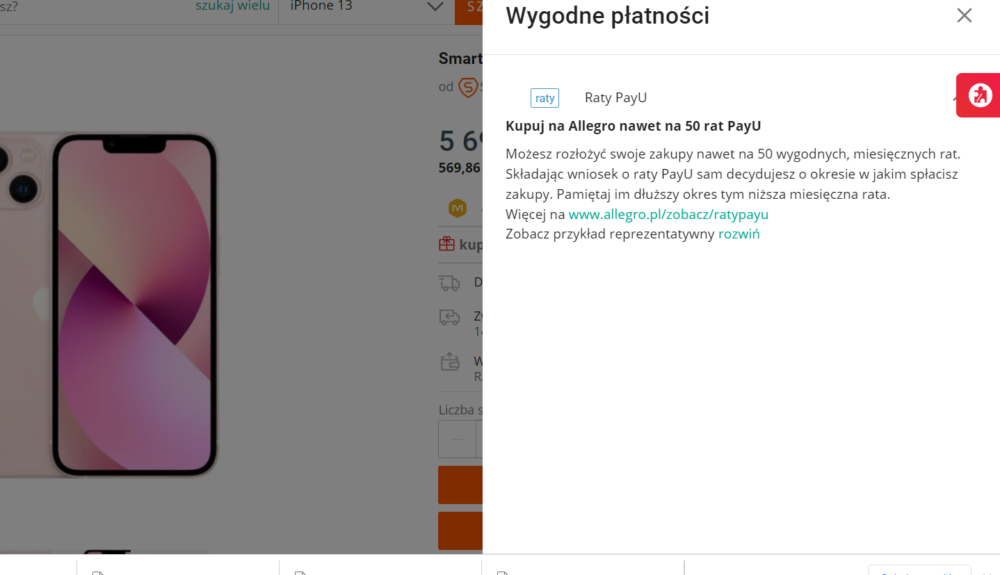 sz?
szukaj wielu
iPhone 13
SZ
Smart
od
5 69
569,86
kup
D
Zw
14
W
Ra
Liczba s
Wygodne płatności
raty
Raty PayU
Kupuj na Allegro nawet na 50 rat PayU
Możesz rozłożyć swoje zakupy nawet na 50 wygodnych, miesięcznych rat.
Składając wniosek o raty PayU sam decydujesz o okresie w jakim spłacisz
zakupy. Pamiętaj im dłuższy okres tym niższa miesięczna rata.
Więcej na www.allegro.pl/zobacz/ratypayu
Zobacz przykład reprezentatywny rozwiń